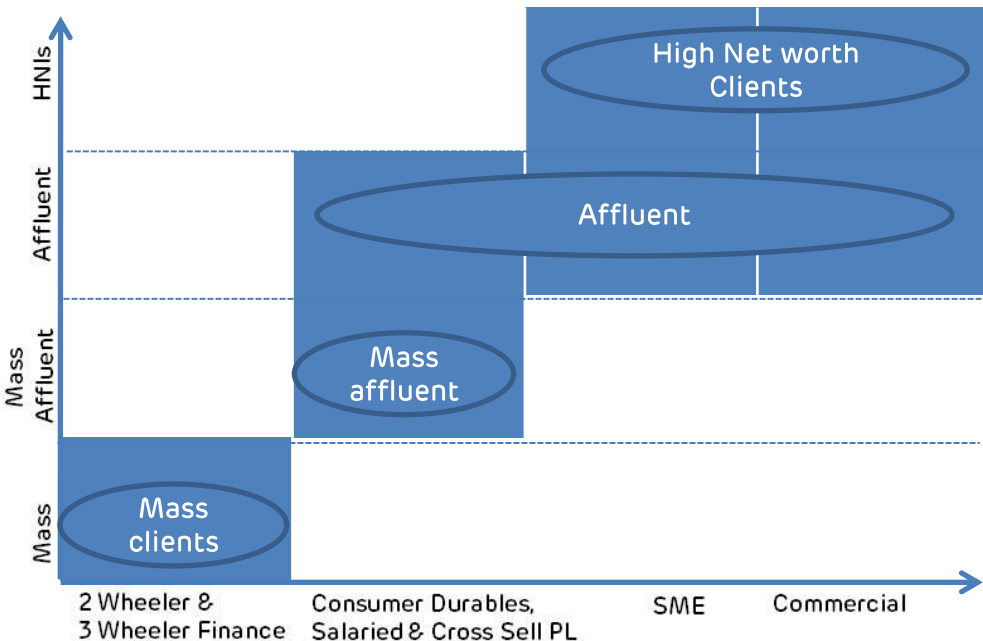 HNIs
High Net worth
Clients
Affluent
Affluent
Mass
Affluent
Mass
affluent
Mass
Mass
clients
2 Wheeler &
3 Wheeler Finance
Consumer Durables,
Salaried & Cross Sell PL
SME
Commercial